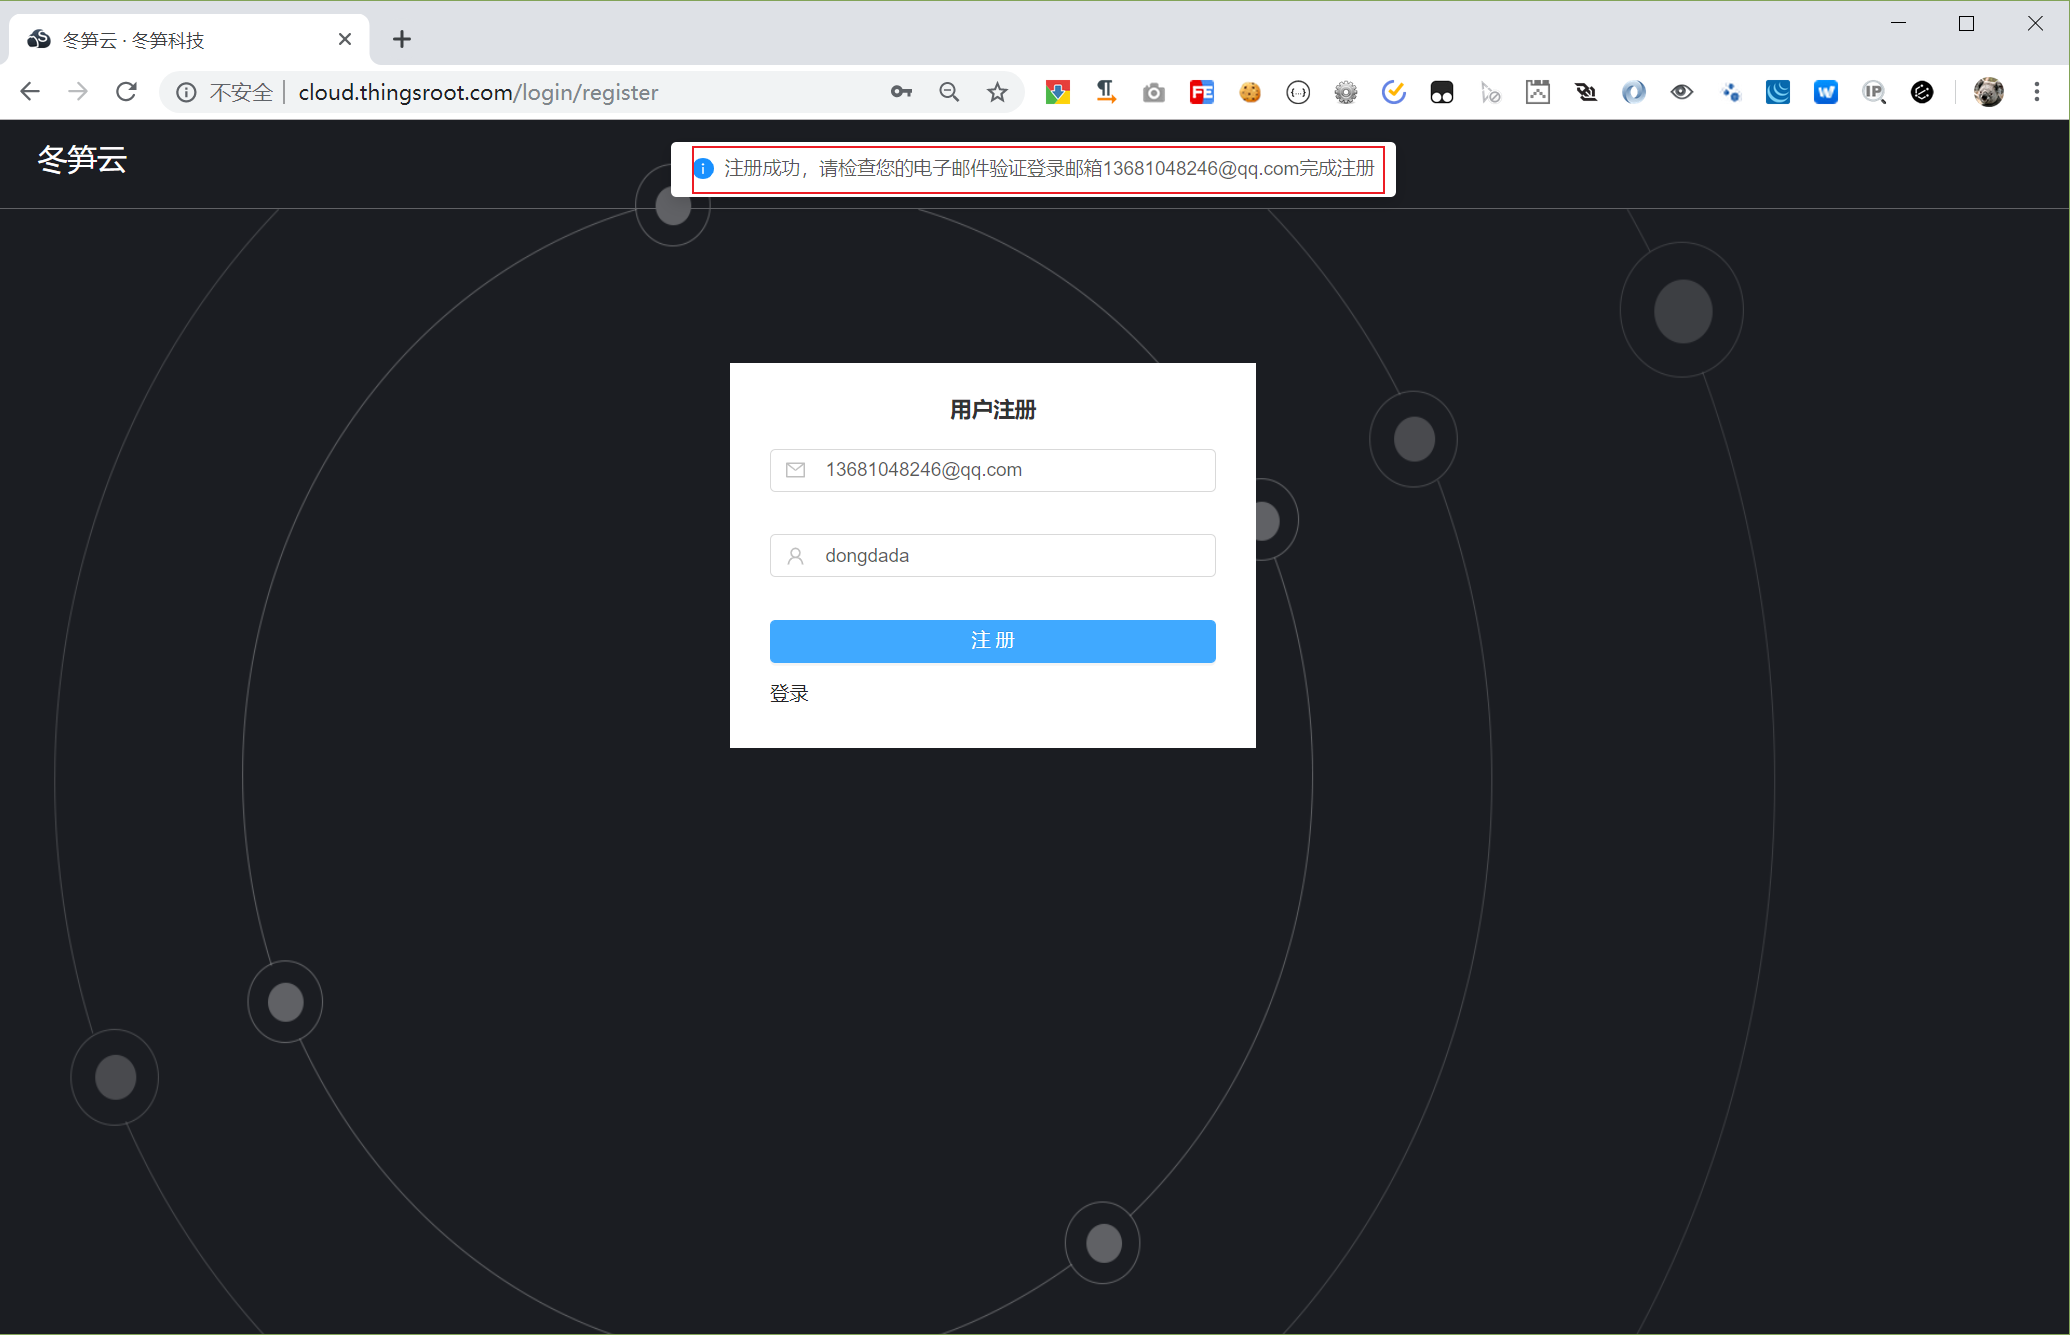 冬笋云 · 冬笋科技
不安全 cloud.thingsroot.com/login/register
FE
W
IP
冬笋云
注册成功，请检查您的电子邮件验证登录邮箱13681048246@qq.com完成注册
用户注册
13681048246@qq.com
dongdada
注 册
登录